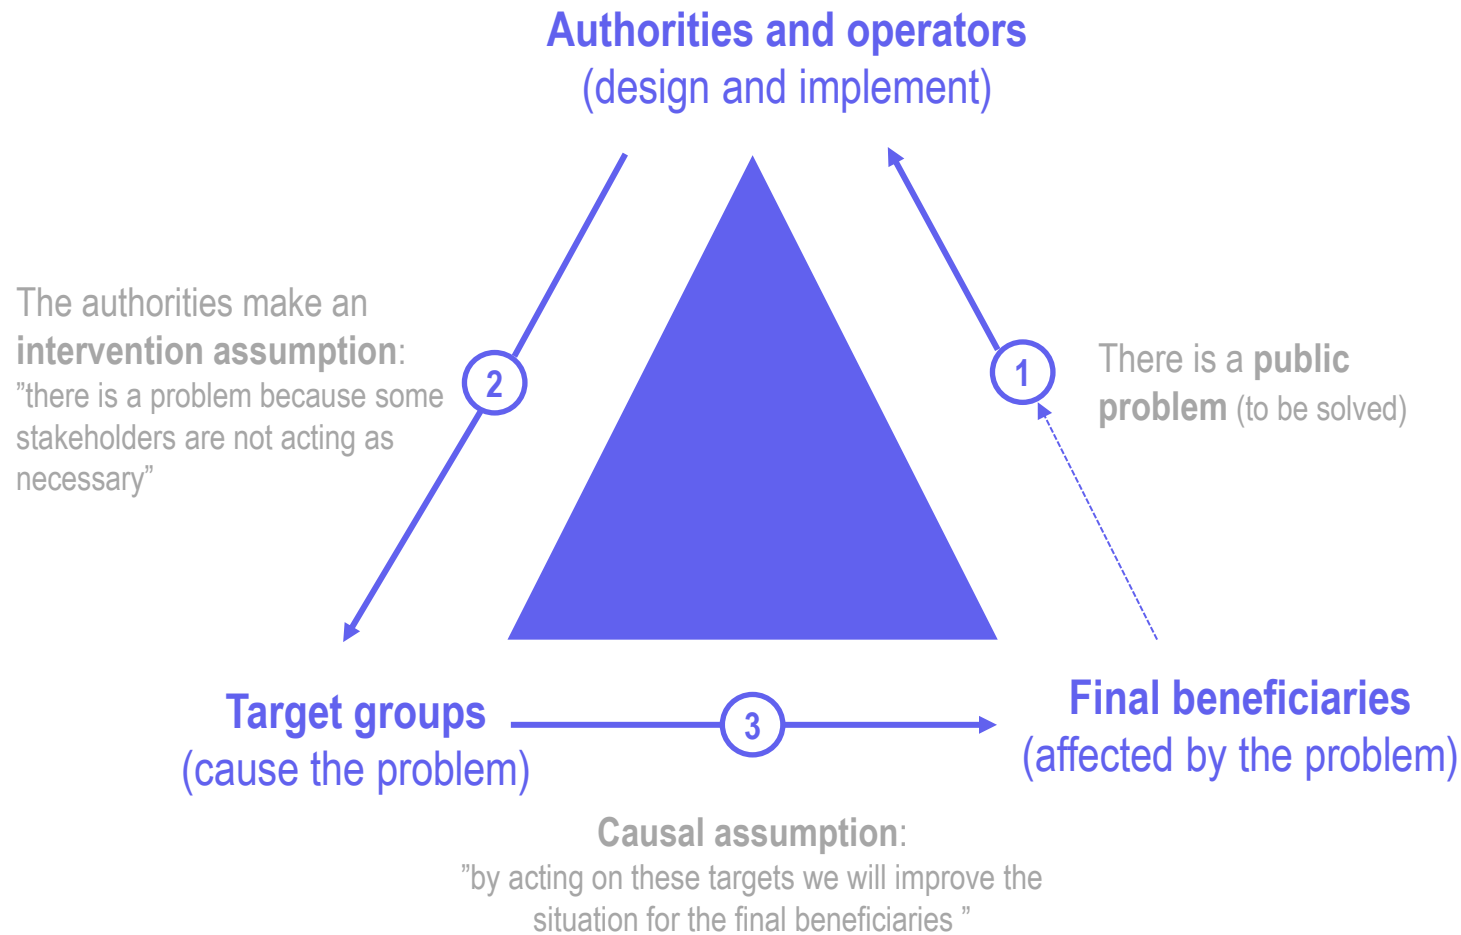 Authorities and operators
(design and implement)
The authorities make an
intervention assumption:
”there is a problem because some
stakeholders are not acting as
necessary”
2
1
There is a public
problem (to be solved)
Target groups
(cause the problem)
3
Final beneficiaries
(affected by the problem)
Causal assumption:
”by acting on these targets we will improve the
situation for the final beneficiaries ”